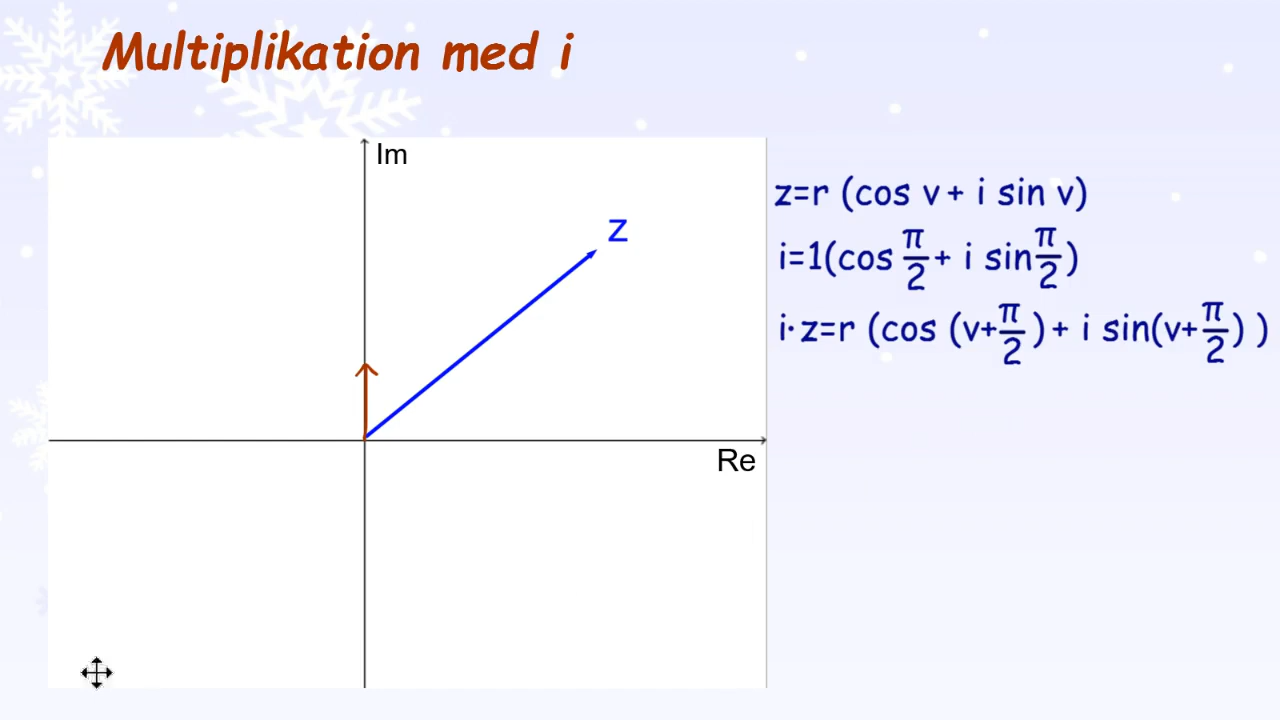 Multiplikation med i
Im
z
Re
z=r (cos v + i sin v)
i=1(cos π/2 + i sin π/2)
i·z=r (cos (v+π/2) + i sin(v+π/2) )